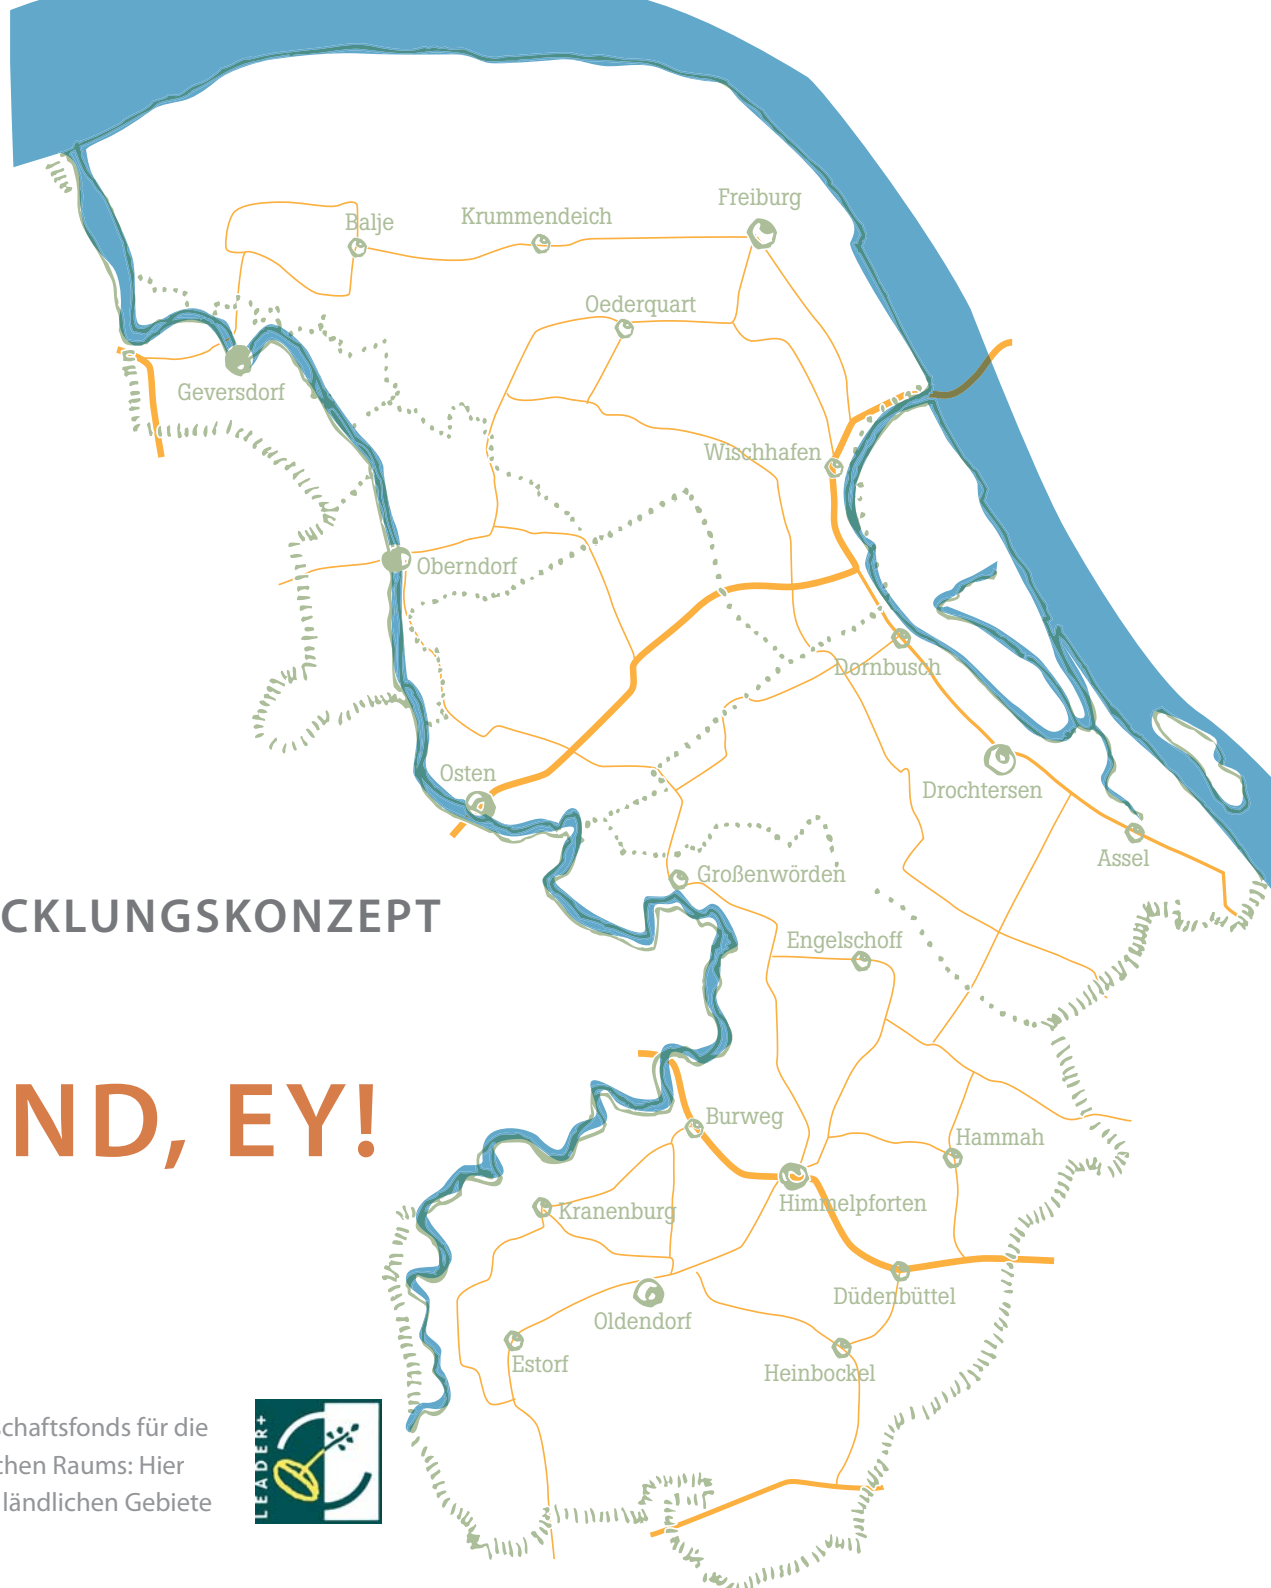 Freiburg
Krummendeich
Balje
Oederquart
Geversdorf
Wischhafen
Oberndorf
Dornbusch
Osten
Drochtersen
Assel
Großenwörden
CKLUNGSKONZEPT
Engelschoff
ND, EY!
Burweg
Hammah
Himmelpforten
Kranenburg
Düdenbüttel
Oldendorf
Estorf
Heinbockel
schaftsfonds für die
chen Raums: Hier
ländlichen Gebiete
LEADER+